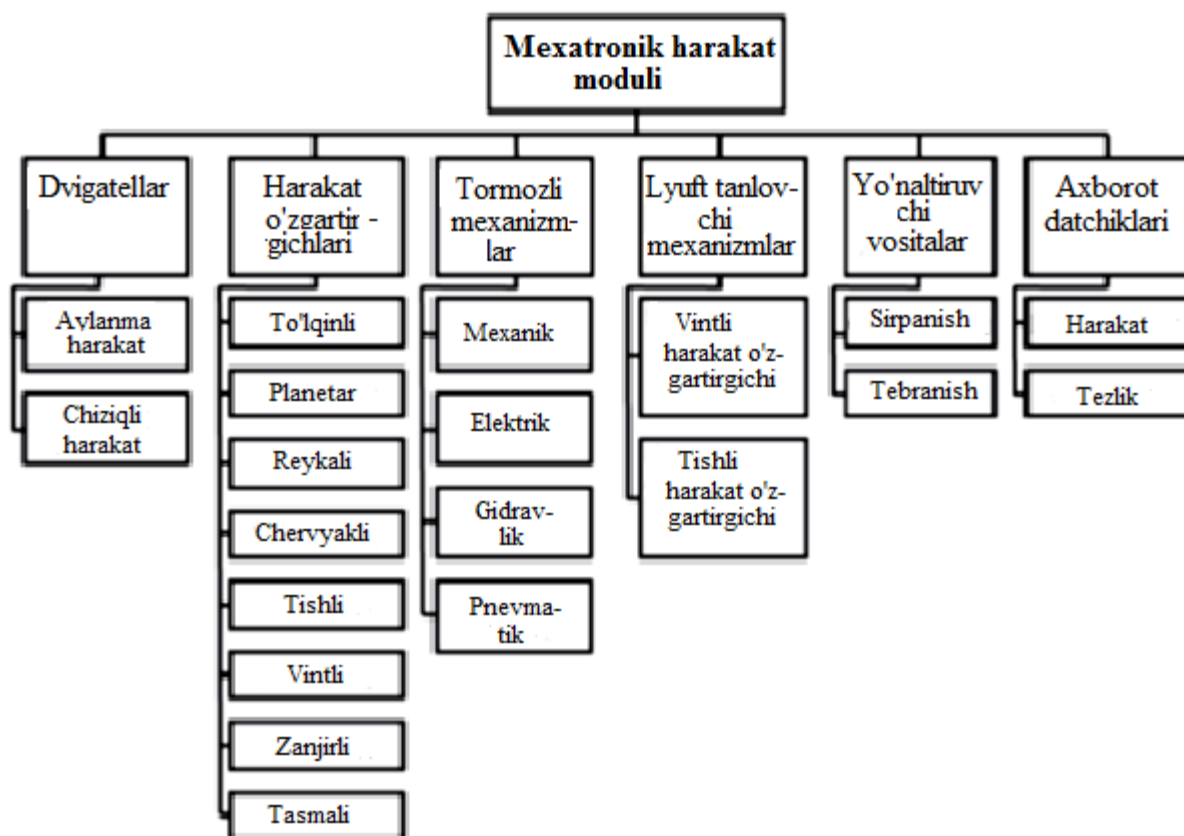 Mexatronik harakat
moduli
Dvigatellar
Harakat
o'zgartir -
gichlari
Tormozli
mexanizm-
lar
Lyuft tanlov-
chi
mexanizmlar
Yo'naltiruv
chi
vositalar
Axborot
datchiklari
Aylanma
harakat
Chiziqli
harakat
To'lqinli
Planetar
Reykali
Chervyakli
Tishli
Vintli
Zanjirli
Tasmali
Mexanik
Elektrik
Gidrav-
lik
Pnevma-
tik
Vintli
harakat o'z-
gartirgichi
Tishli
harakat o'z-
gartirgichi
Sirpanish
Tebranish
Harakat
Tezlik